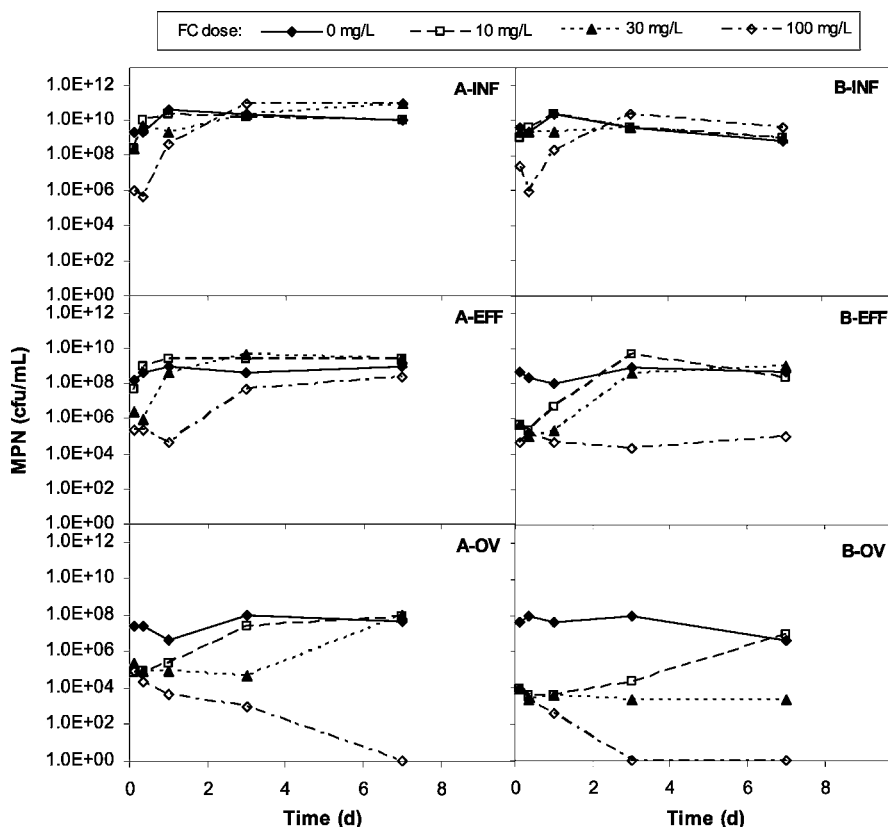 FC dose: 0 mg/L 10 mg/L 30 mg/L 100 mg/L
A-INF
1.0E+12
1.0E+10
1.0E+08
1.0E+06
1.0E+04
1.0E+02
1.0E+00
B-INF
A-EFF
1.0E+12
1.0E+10
1.0E+08
1.0E+06
1.0E+04
1.0E+02
1.0E+00
B-EFF
MPN (cfu/mL)
A-OV
1.0E+12
1.0E+10
1.0E+08
1.0E+06
1.0E+04
1.0E+02
1.0E+00
B-OV
0 2 4 6 8
0 2 4 6 8
Time (d)
Time (d)